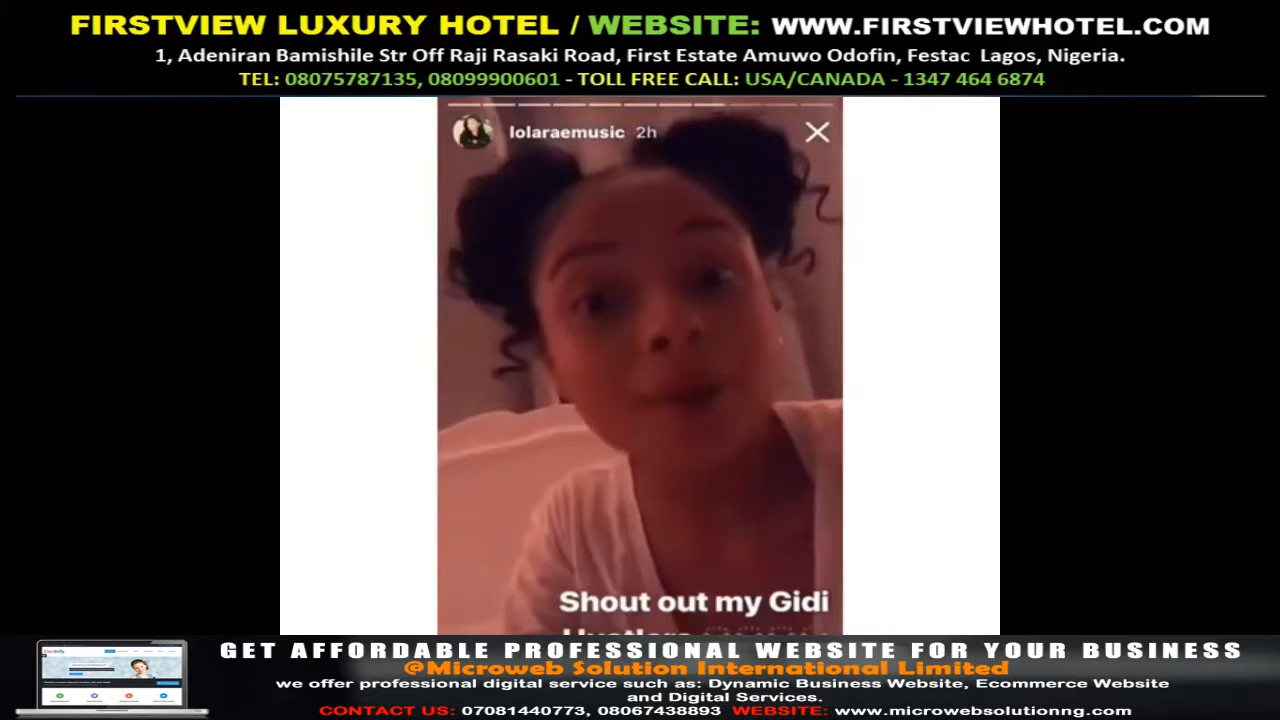 FIRSTVIEW LUXURY HOTEL / WEBSITE: WWW.FIRSTVIEWHOTEL.COM
1, Adeniran Bamishile Str Off Raji Rasaki Road, First Estate Amuwo Odofin, Festac Lagos, Nigeria.
TEL: 08075787135, 08099900601 - TOLL FREE CALL: USA/CANADA - 1347 464 6874
lolaraemusic 2h
Shout out my Gidi
GET AFFORDABLE PROFESSIONAL WEBSITE FOR YOUR BUSINESS
@Microweb Solution International Limited
we offer professional digital service such as: Dynamic Business Website, Ecommerce Website
and Digital Services.
CONTACT US: 07081440773, 08067438893 WEBSITE: www.microwebsolutionng.com